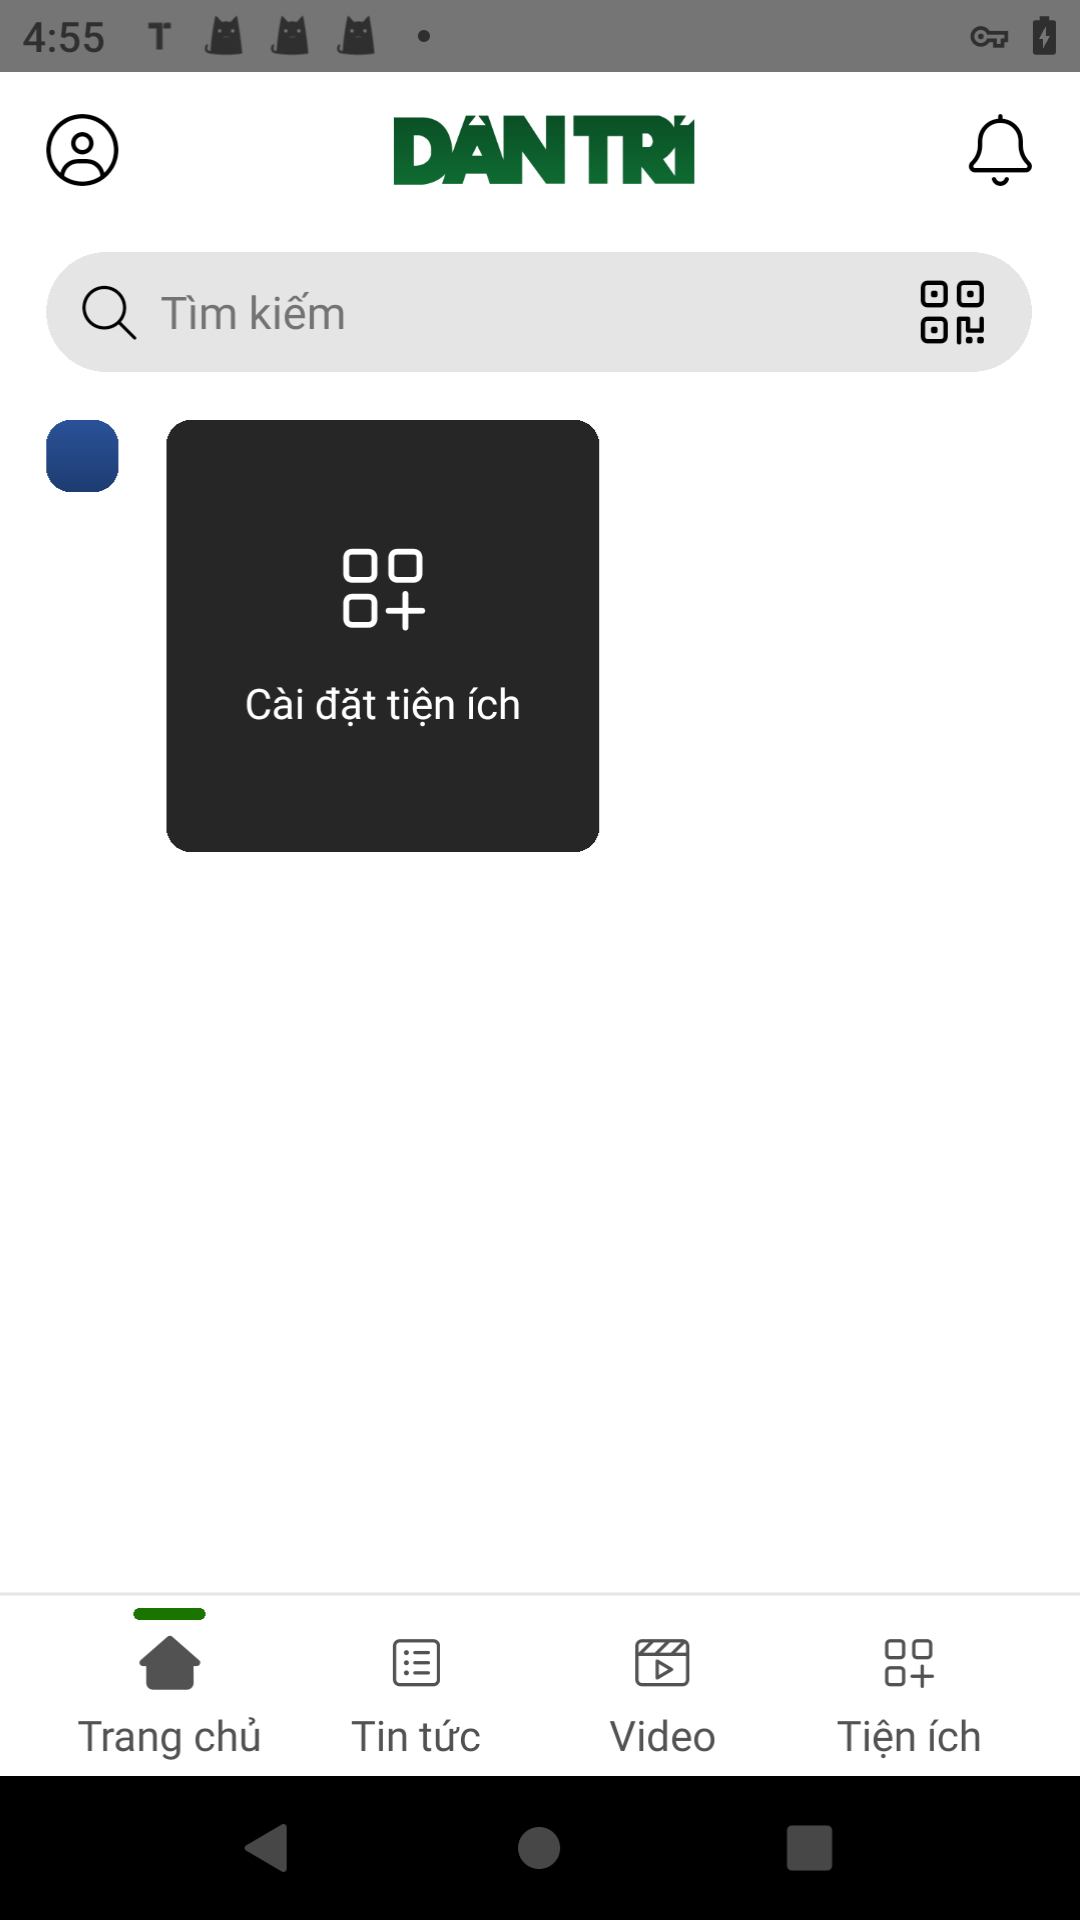 4:55
DÂN TRÍ
Tìm kiếm
Cài đặt tiện ích
Trang chủ
Tin tức
Video
Tiện ích